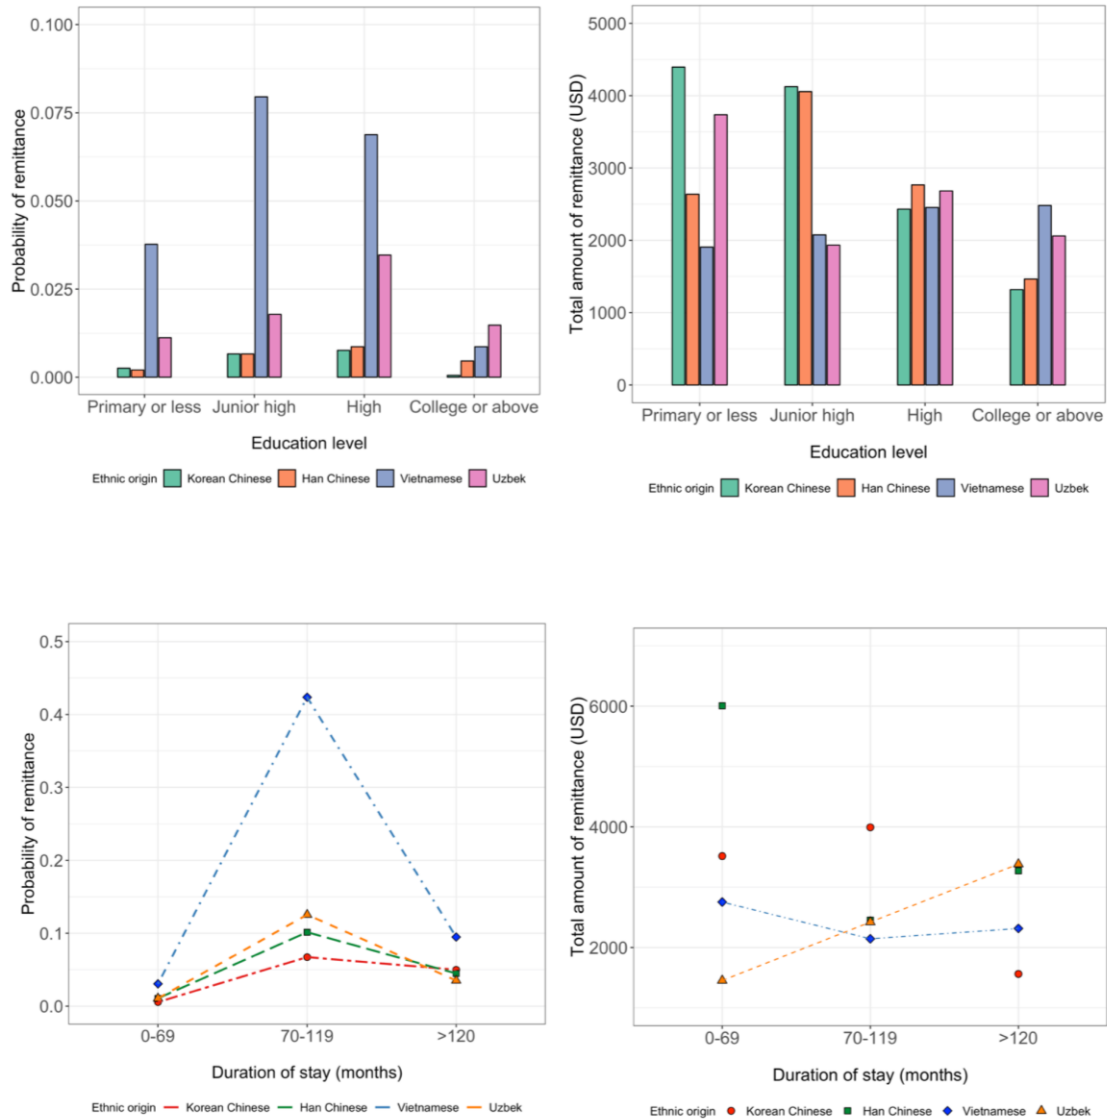 Probability of remittance
0.100
0.075
0.050
0.025
0.000
Primary or less Junior high High College or above
Education level
Ethnic origin Korean Chinese Han Chinese Vietnamese Uzbek
Total amount of remittance (USD)
5000
4000
3000
2000
1000
0
Primary or less Junior high High College or above
Education level
Ethnic origin Korean Chinese Han Chinese Vietnamese Uzbek
Probability of remittance
0.5
0.4
0.3
0.2
0.1
0.0
0-69 70-119 >120
Duration of stay (months)
Ethnic origin Korean Chinese Han Chinese Vietnamese Uzbek
Total amount of remittance (USD)
6000
4000
2000
0-69 70-119 >120
Duration of stay (months)
Ethnic origin Korean Chinese Han Chinese Vietnamese Uzbek